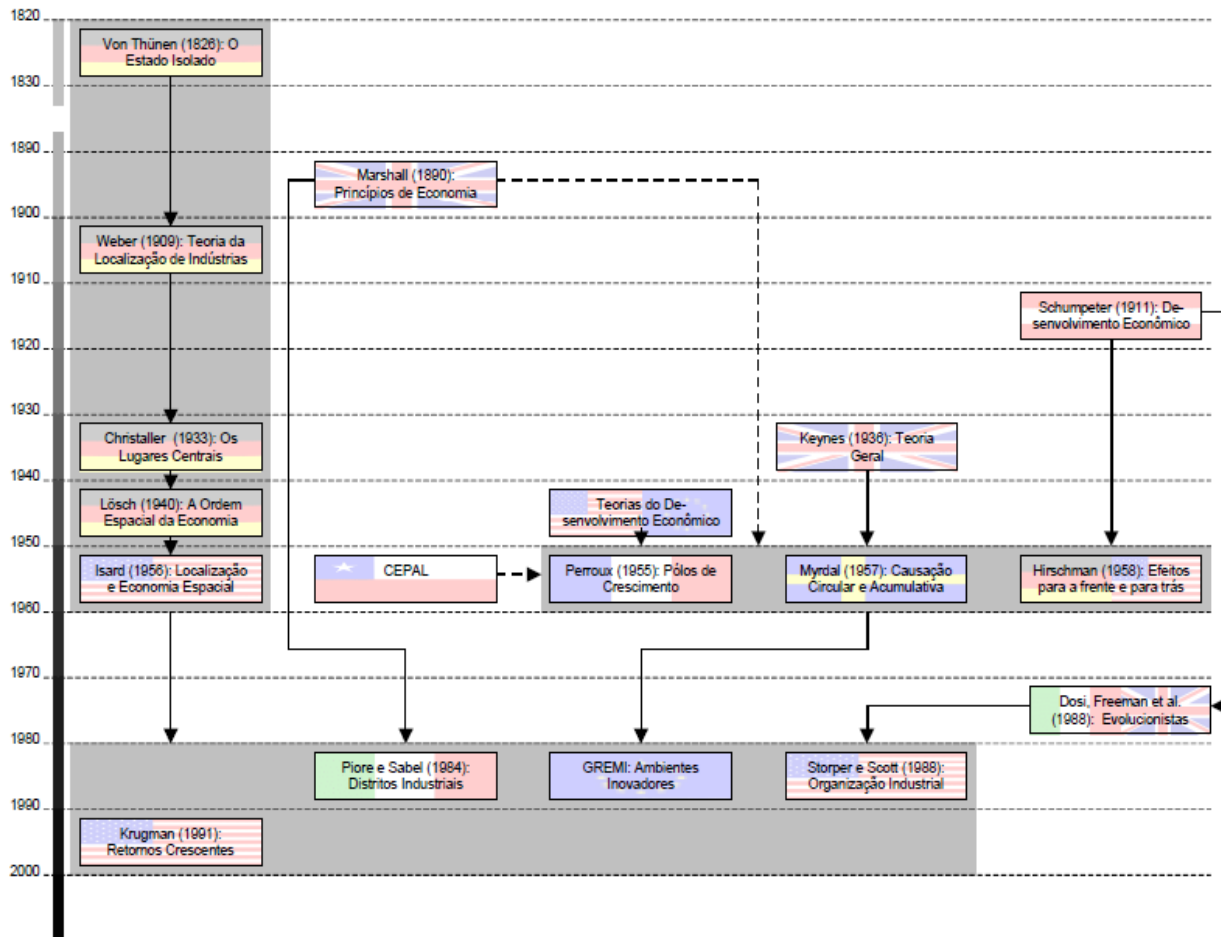 1820
Von Thünen (1826): O
Estado Isolado
1830
1890
Marshall (1890):
Princípios de Economia
1900
Weber (1909): Teoria da
Localização de Indústrias
1910
Schumpeter (1911): De-
senvolvimento Econômico
1920
1930
Christaller (1933): Os
Lugares Centrais
Keynes (1936): Teoria
Geral
1940
Lösch (1940): A Ordem
Espacial da Economia
Teorias do De-
senvolvimento Econômico
1950
Isard (1956): Localização
e Economia Espacial
CEPAL
Perroux (1955): Pólos de
Crescimento
Myrdal (1957): Causação
Circular e Acumulativa
Hirschman (1958): Efeitos
para a frente e para trás
1960
1970
Dosi, Freeman et al.
(1988): Evolucionistas
1980
Piore e Sabel (1984):
Distritos Industriais
GREMI: Ambientes
Inovadores
Storper e Scott (1988):
Organização Industrial
1990
Krugman (1991):
Retornos Crescentes
2000